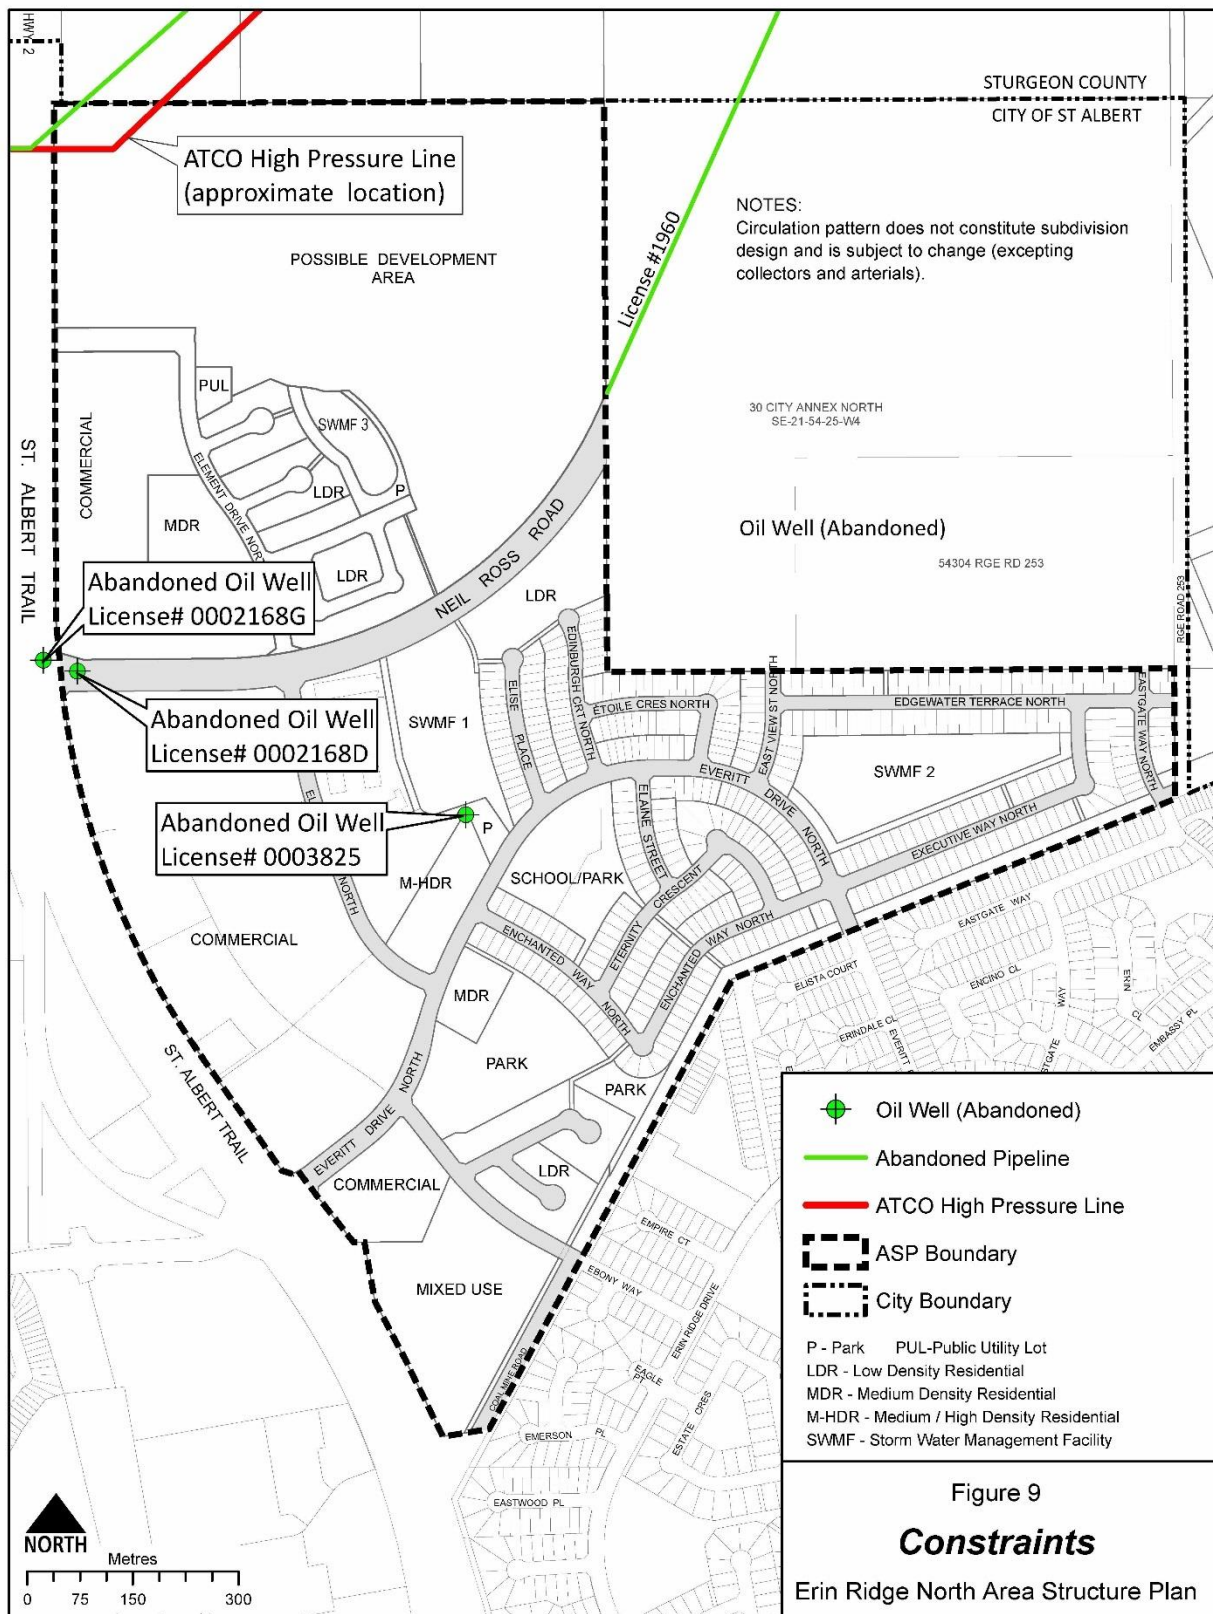 HWY 2
STURGEON COUNTY
CITY OF ST ALBERT
ATCO High Pressure Line
(approximate location)
NOTES:
Circulation pattern does not constitute subdivision
design and is subject to change (excepting
collectors and arterials).
License #1960
POSSIBLE DEVELOPMENT
AREA
PUL
SWMF 3
30 CITY ANNEX NORTH
SE-21-54-25-W4
COMMERCIAL
ST. ALBERT TRAIL
ELEMENT DRIVE NORTH
LDR
P
MDR
Oil Well (Abandoned)
54304 RGE RD 253
RGE ROAD 253
LDR
NEIL ROSS ROAD
LDR
Abandoned Oil Well
License# 0002168G
Abandoned Oil Well
License# 0002168D
SWMF 1
ELISE PLACE
EDINBURGH CRT NORTH
ÉTOILE CRES NORTH
EAST VIEW ST NORTH
EDGEWATER TERRACE NORTH
EASTGATE WAY NORTH
SWMF 2
EVERITT DRIVE NORTH
ELAINE STREET
EXECUTIVE WAY NORTH
Abandoned Oil Well
License# 0003825
P
M-HDR
NORTH
SCHOOL/PARK
ETERNITY CRESCENT
ENCHANTED WAY NORTH
ENCHANTED WAY NORTH
COMMERCIAL
MDR
PARK
PARK
EASTGATE WAY
ELISTA COURT
ENCINO CL
ERIN CL
ERINDALE CL
EVERITT
WAY
EMBASSY PL
ST. ALBERT TRAIL
EVERITT DRIVE NORTH
LDR
COMMERCIAL
MIXED USE
COAL MINE ROAD
EMPIRE CT
EBONY WAY
ERIN RIDGE DRIVE
EAGLE PT
ESTATE CRES
EMERSON PL
EASTWOOD PL
Oil Well (Abandoned)
Abandoned Pipeline
ATCO High Pressure Line
ASP Boundary
City Boundary
P - Park PUL-Public Utility Lot
LDR - Low Density Residential
MDR - Medium Density Residential
M-HDR - Medium / High Density Residential
SWMF - Storm Water Management Facility
Figure 9
Constraints
Erin Ridge North Area Structure Plan
NORTH
Metres
0 75 150 300